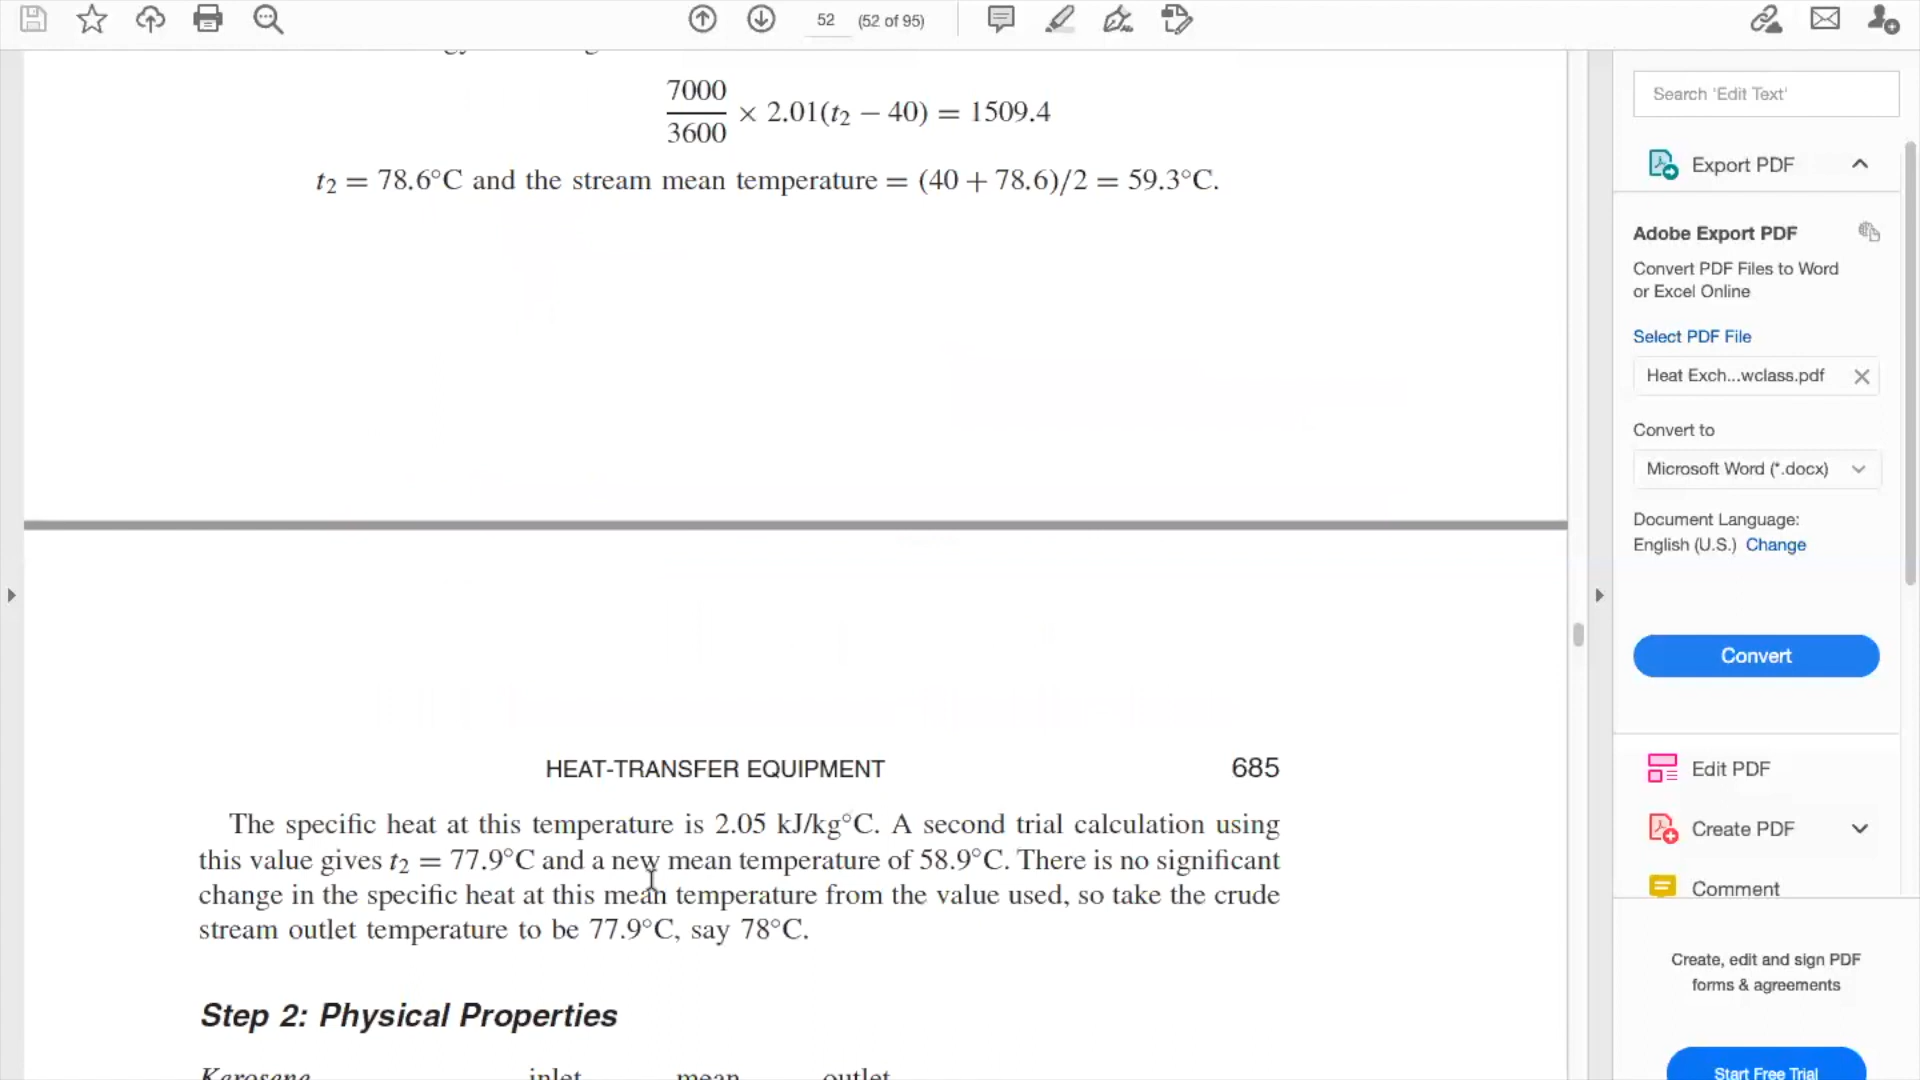 52 (52 of 95)
7000
3600
× 2.01(t₂ − 40) = 1509.4
t₂ = 78.6°C and the stream mean temperature = (40 + 78.6)/2 = 59.3°C.
HEAT-TRANSFER EQUIPMENT 685
The specific heat at this temperature is 2.05 kJ/kg°C. A second trial calculation using
this value gives t₂ = 77.9°C and a new mean temperature of 58.9°C. There is no significant
change in the specific heat at this mean temperature from the value used, so take the crude
stream outlet temperature to be 77.9°C, say 78°C.
Step 2: Physical Properties
Kerosene inlet mean outlet
Search 'Edit Text'
Export PDF
Adobe Export PDF
Convert PDF Files to Word
or Excel Online
Select PDF File
Heat Exch...wclass.pdf
Convert to
Microsoft Word (*.docx)
Document Language:
English (U.S.) Change
Convert
Edit PDF
Create PDF
Comment
Create, edit and sign PDF
forms & agreements
Start Free Trial